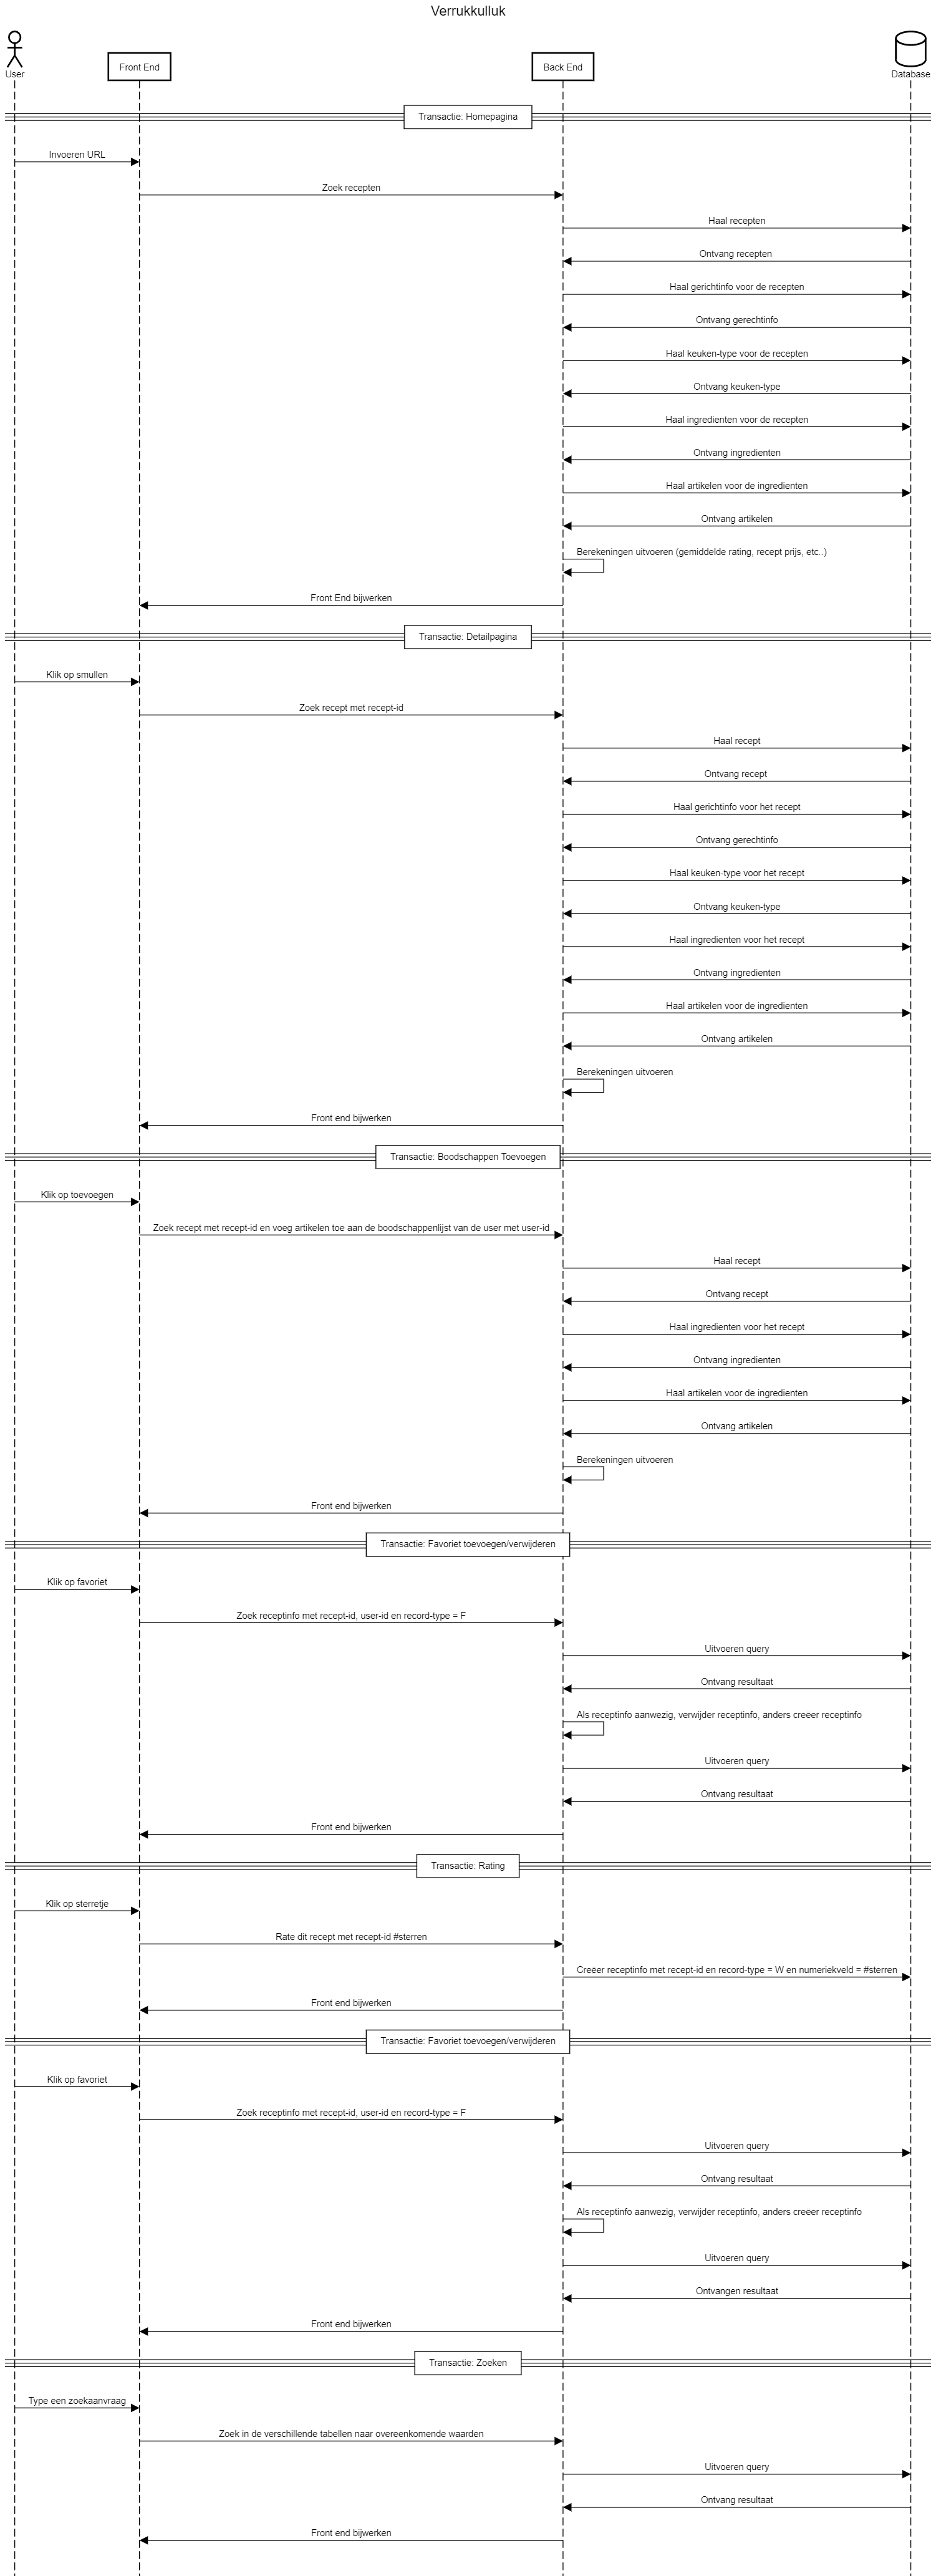 Verrukkulluk
User
Front End
Back End
Database
Transactie: Homepagina
Invoeren URL
Zoek recepten
Haal recepten
Ontvang recepten
Haal gerichtinfo voor de recepten
Ontvang gerechtinfo
Haal keuken-type voor de recepten
Ontvang keuken-type
Haal ingredienten voor de recepten
Ontvang ingredienten
Haal artikelen voor de ingredienten
Ontvang artikelen
Berekeningen uitvoeren (gemiddelde rating, recept prijs, etc..)
Front End bijwerken
Transactie: Detailpagina
Klik op smullen
Zoek recept met recept-id
Haal recept
Ontvang recept
Haal gerichtinfo voor het recept
Ontvang gerechtinfo
Haal keuken-type voor het recept
Ontvang keuken-type
Haal ingredienten voor het recept
Ontvang ingredienten
Haal artikelen voor de ingredienten
Ontvang artikelen
Berekeningen uitvoeren
Front end bijwerken
Transactie: Boodschappen Toevoegen
Klik op toevoegen
Zoek recept met recept-id en voeg artikelen toe aan de boodschappenlijst van de user met user-id
Haal recept
Ontvang recept
Haal ingredienten voor het recept
Ontvang ingredienten
Haal artikelen voor de ingredienten
Ontvang artikelen
Berekeningen uitvoeren
Front end bijwerken
Transactie: Favoriet toevoegen/verwijderen
Klik op favoriet
Zoek receptinfo met recept-id, user-id en record-type = F
Uitvoeren query
Ontvang resultaat
Als receptinfo aanwezig, verwijder receptinfo, anders creëer receptinfo
Uitvoeren query
Ontvang resultaat
Front end bijwerken
Transactie: Rating
Klik op sterretje
Rate dit recept met recept-id #sterren
Creëer receptinfo met recept-id en record-type = W en numeriekveld = #sterren
Front end bijwerken
Transactie: Favoriet toevoegen/verwijderen
Klik op favoriet
Zoek receptinfo met recept-id, user-id en record-type = F
Uitvoeren query
Ontvang resultaat
Als receptinfo aanwezig, verwijder receptinfo, anders creëer receptinfo
Uitvoeren query
Ontvangen resultaat
Front end bijwerken
Transactie: Zoeken
Type een zoekaanvraag
Zoek in de verschillende tabellen naar overeenkomende waarden
Uitvoeren query
Ontvang resultaat
Front end bijwerken